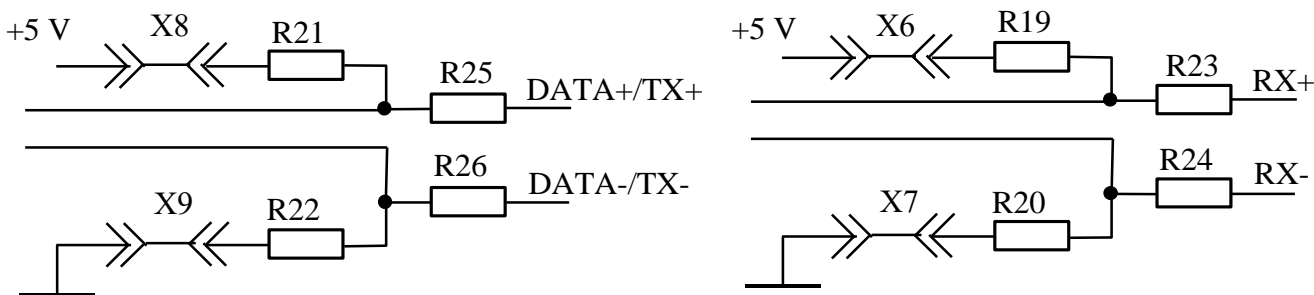 +5 V
X8
R21
R25
DATA+/TX+
R26
DATA-/TX-
X9
R22
+5 V
X6
R19
R23
RX+
R24
RX-
X7
R20